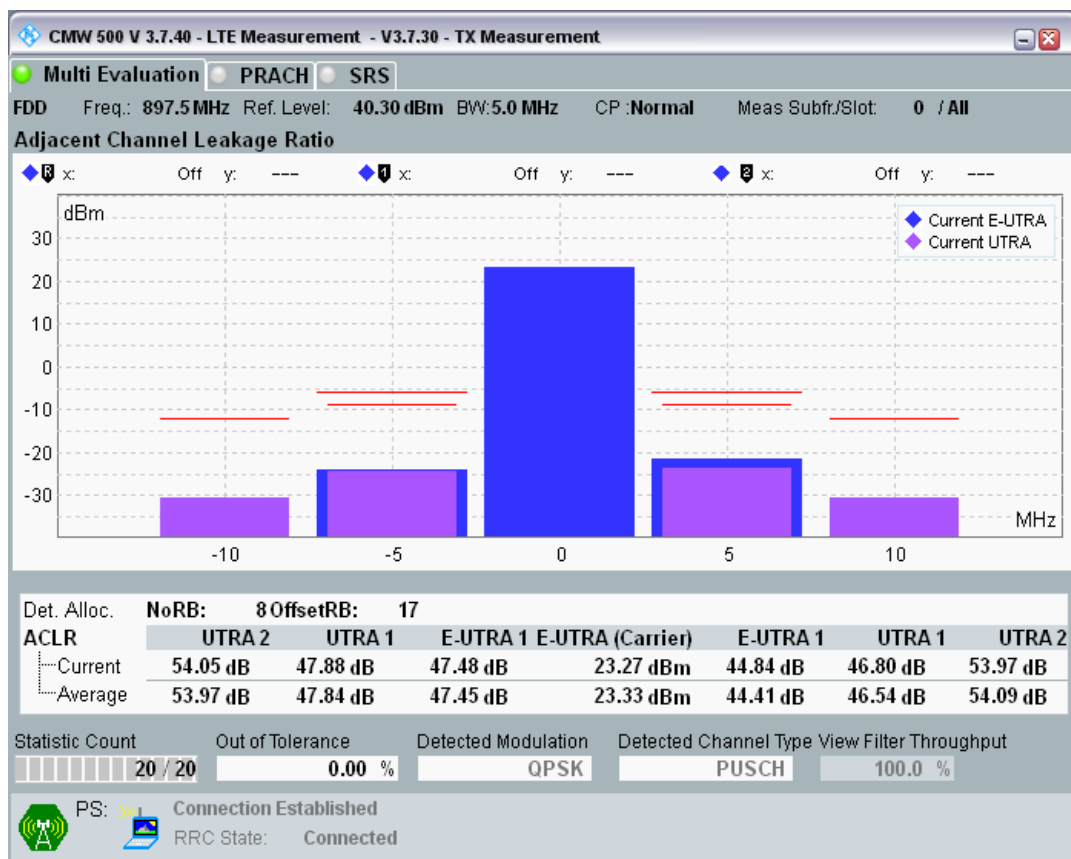 CMW 500 V 3.7.40 - LTE Measurement - V3.7.30 - TX Measurement
Multi Evaluation PRACH SRS
FDD Freq.: 897.5 MHz Ref. Level: 40.30 dBm BW:5.0 MHz CP :Normal Meas Subfr./Slot: 0 / All
Adjacent Channel Leakage Ratio
R x: Off y: --- 1 x: Off y: --- 2 x: Off y: ---
dBm
Current E-UTRA
Current UTRA
30
20
10
0
-10
-20
-30
MHz
-10 -5 0 5 10
Det. Alloc. NoRB: 8 OffsetRB: 17
ACLR UTRA 2 UTRA 1 E-UTRA 1 E-UTRA (Carrier) E-UTRA 1 UTRA 1 UTRA 2
Current 54.05 dB 47.88 dB 47.48 dB 23.27 dBm 44.84 dB 46.80 dB 53.97 dB
Average 53.97 dB 47.84 dB 47.45 dB 23.33 dBm 44.41 dB 46.54 dB 54.09 dB
Statistic Count Out of Tolerance Detected Modulation Detected Channel Type View Filter Throughput
20 / 20 0.00 % QPSK PUSCH 100.0 %
PS: Connection Established
RRC State: Connected